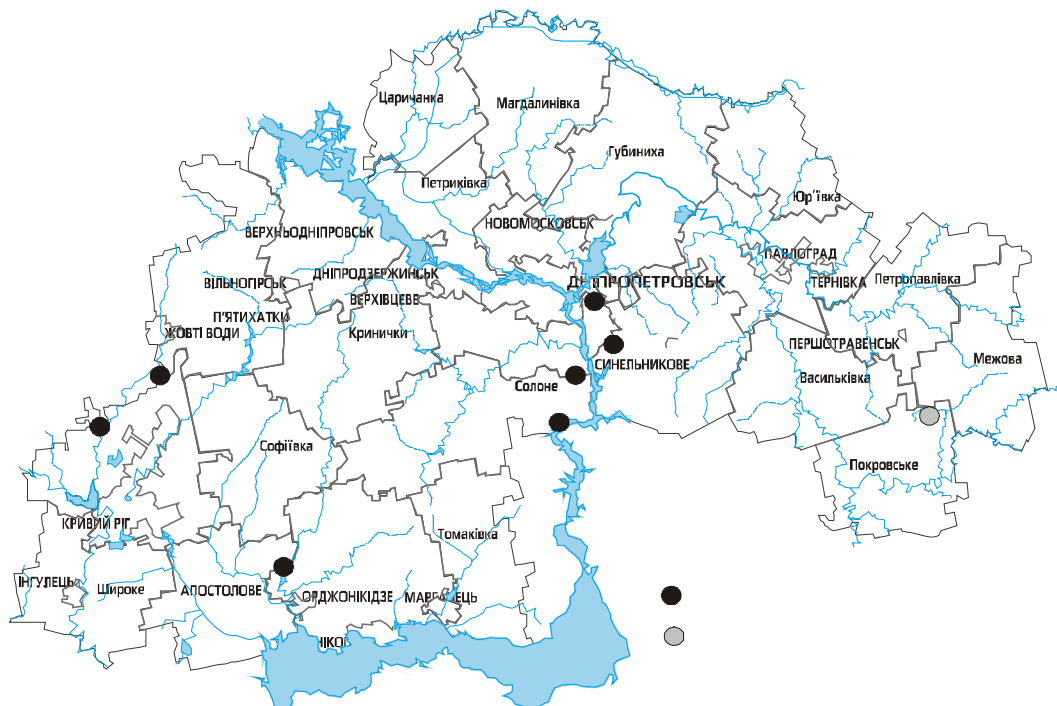 Царичанка
Магдалинівка
Губиниха
Петриківка
Юр'ївка
НОВОМОСКОВСЬК
ВЕРХНЬОДНІПРОВСЬК
ПАВЛОГРАД
ДНІПРОДЗЕРЖИНСЬК
ВІЛЬНОГІРСЬК
ДНІПРОПЕТРОВСЬК
ТЕРНІВКА
Петропавлівка
ВЕРХІВЦЕВЕ
П'ЯТИХАТКИ
ЖОВТІ ВОДИ
Кринички
ПЕРШОТРАВЕНСЬК
Межова
СИНЕЛЬНИКОВЕ
Солоне
Васильківка
Софіївка
Покровське
КРИВИЙ РІГ
Томаківка
ІНГУЛЕЦЬ
Широке
АПОСТОЛОВЕ
ОРДЖОНІКІДЗЕ
МАРГАНЕЦЬ